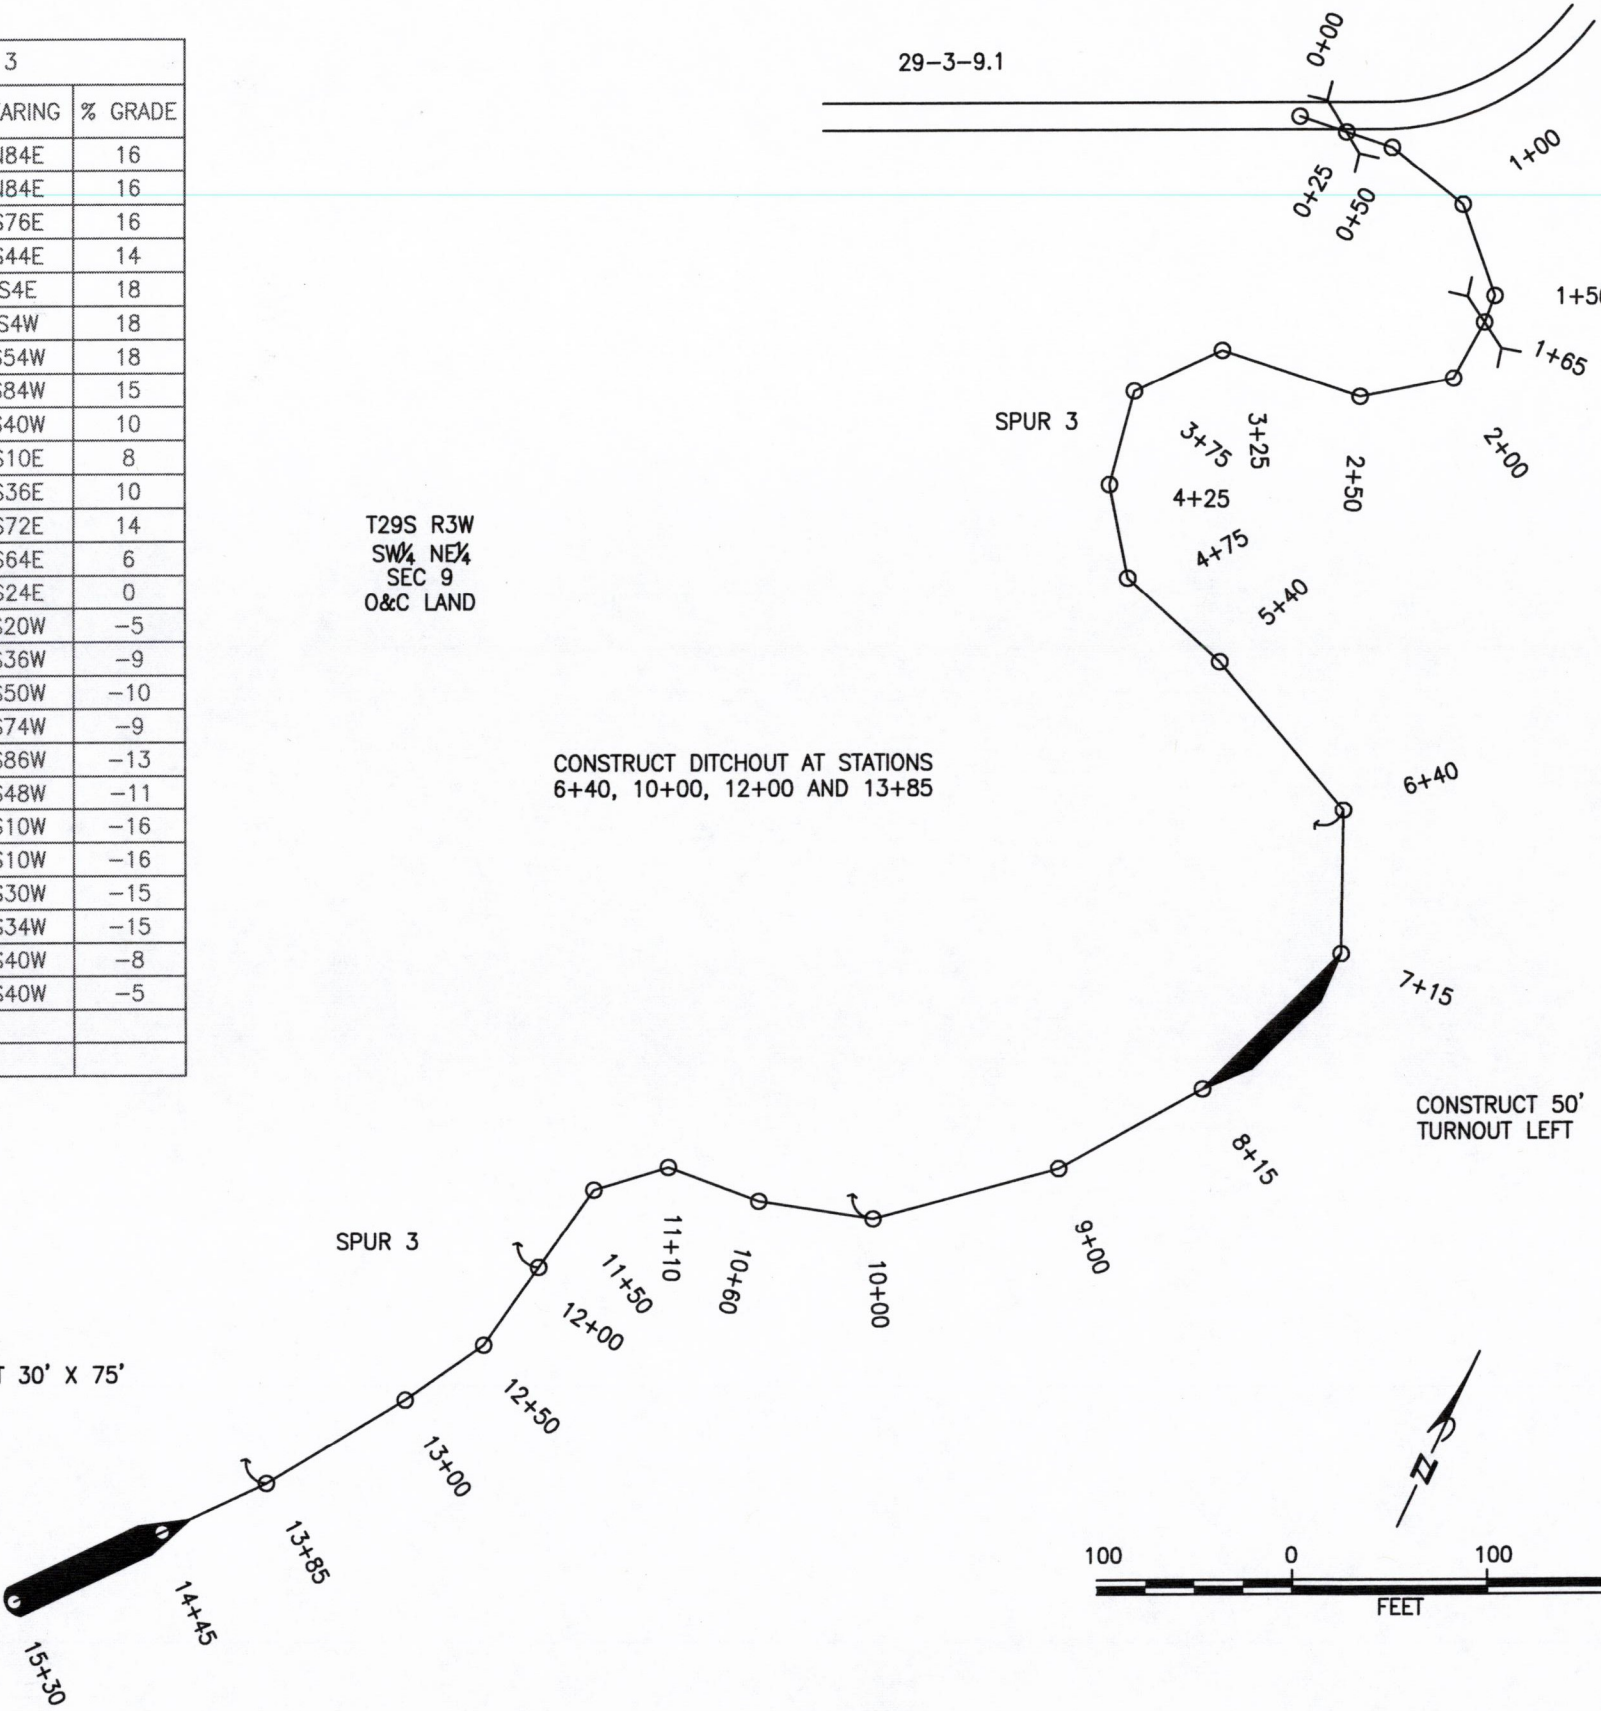 3
ARING % GRADE
N84E 16
N84E 16
S76E 16
S44E 14
S4E 18
S4W 18
S54W 18
S84W 15
S40W 10
S10E 8
S36E 10
S72E 14
S64E 6
S24E 0
S20W -5
S36W -9
S50W -10
S74W -9
S86W -13
S48W -11
S10W -16
S10W -16
S30W -15
S34W -15
S40W -8
S40W -5
29-3-9.1
0+00
0+25
0+50
1+00
1+50
1+65
2+00
2+50
3+25
3+75
4+25
4+75
5+40
6+40
7+15
8+15
9+00
10+00
10+60
11+10
11+50
12+00
12+50
13+00
13+85
14+45
15+30
SPUR 3
T29S R3W
SW¼ NE¼
SEC 9
O&C LAND
CONSTRUCT DITCHOUT AT STATIONS
6+40, 10+00, 12+00 AND 13+85
CONSTRUCT 50'
TURNOUT LEFT
SPUR 3
T 30' X 75'
N
100 0 100
FEET